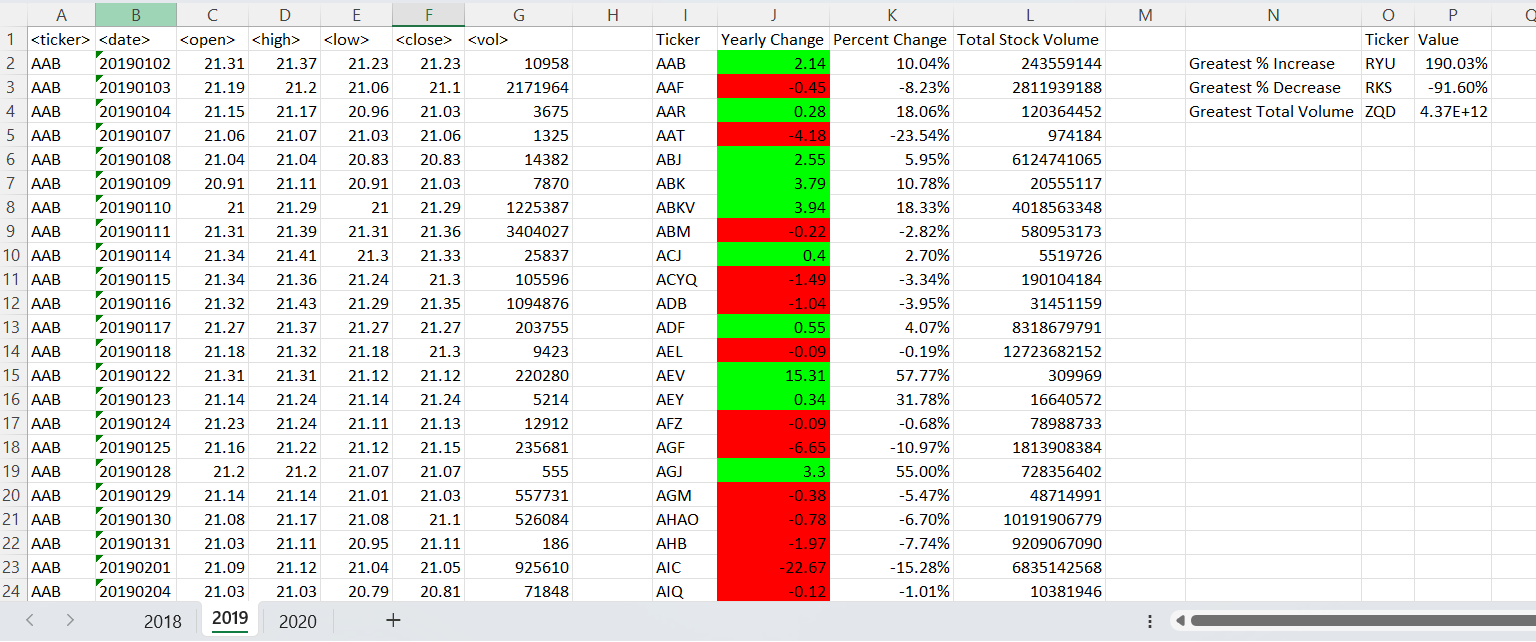 A B C D E F G H I J K L M N O P Q
1 <ticker> <date> <open> <high> <low> <close> <vol> Ticker Yearly Change Percent Change Total Stock Volume Ticker Value
2 AAB 20190102 21.31 21.37 21.23 21.23 10958 AAB 2.14 10.04% 243559144 Greatest % Increase RYU 190.03%
3 AAB 20190103 21.19 21.2 21.06 21.1 2171964 AAF -0.45 -8.23% 2811939188 Greatest % Decrease RKS -91.60%
4 AAB 20190104 21.15 21.17 20.96 21.03 3675 AAR 0.28 18.06% 120364452 Greatest Total Volume ZQD 4.37E+12
5 AAB 20190107 21.06 21.07 21.03 21.06 1325 AAT -4.18 -23.54% 974184
6 AAB 20190108 21.04 21.04 20.83 20.83 14382 ABJ 2.55 5.95% 6124741065
7 AAB 20190109 20.91 21.11 20.91 21.03 7870 ABK 3.79 10.78% 20555117
8 AAB 20190110 21 21.29 21 21.29 1225387 ABKV 3.94 18.33% 4018563348
9 AAB 20190111 21.31 21.39 21.31 21.36 3404027 ABM -0.22 -2.82% 580953173
10 AAB 20190114 21.34 21.41 21.3 21.33 25837 ACJ 0.4 2.70% 5519726
11 AAB 20190115 21.34 21.36 21.24 21.3 105596 ACYQ -1.49 -3.34% 190104184
12 AAB 20190116 21.32 21.43 21.29 21.35 1094876 ADB -1.04 -3.95% 31451159
13 AAB 20190117 21.27 21.37 21.27 21.27 203755 ADF 0.55 4.07% 8318679791
14 AAB 20190118 21.18 21.32 21.18 21.3 9423 AEL -0.09 -0.19% 12723682152
15 AAB 20190122 21.31 21.31 21.12 21.12 220280 AEV 15.31 57.77% 309969
16 AAB 20190123 21.14 21.24 21.14 21.24 5214 AEY 0.34 31.78% 16640572
17 AAB 20190124 21.23 21.24 21.11 21.13 12912 AFZ -0.09 -0.68% 78988733
18 AAB 20190125 21.16 21.22 21.12 21.15 235681 AGF -6.65 -10.97% 1813908384
19 AAB 20190128 21.2 21.2 21.07 21.07 555 AGJ 3.3 55.00% 728356402
20 AAB 20190129 21.14 21.14 21.01 21.03 557731 AGM -0.38 -5.47% 48714991
21 AAB 20190130 21.08 21.17 21.08 21.1 526084 AHAO -0.78 -6.70% 10191906779
22 AAB 20190131 21.03 21.11 20.95 21.11 186 AHB -1.97 -7.74% 9209067090
23 AAB 20190201 21.09 21.12 21.04 21.05 925610 AIC -22.67 -15.28% 6835142568
24 AAB 20190204 21.03 21.03 20.79 20.81 71848 AIQ -0.12 -1.01% 10381946
2018 2019 2020